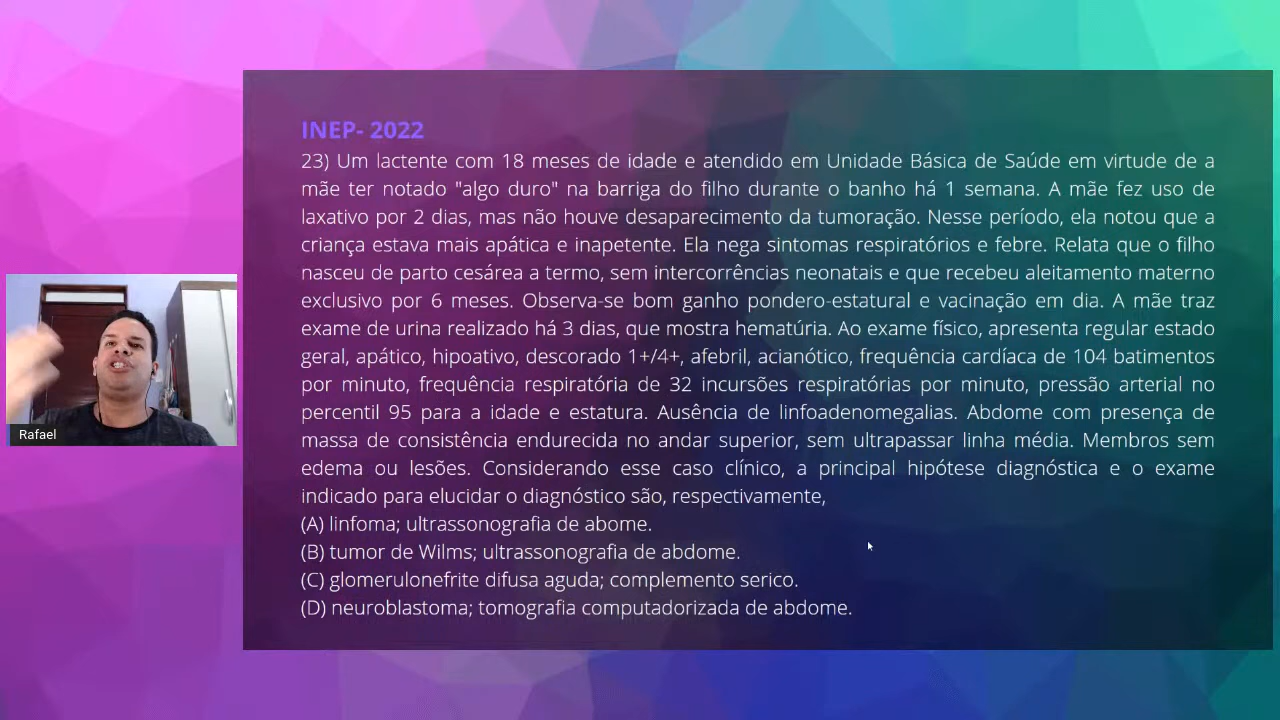 INEP- 2022
23) Um lactente com 18 meses de idade e atendido em Unidade Básica de Saúde em virtude de a
mãe ter notado "algo duro" na barriga do filho durante o banho há 1 semana. A mãe fez uso de
laxativo por 2 dias, mas não houve desaparecimento da tumoração. Nesse período, ela notou que a
criança estava mais apática e inapetente. Ela nega sintomas respiratórios e febre. Relata que o filho
nasceu de parto cesárea a termo, sem intercorrências neonatais e que recebeu aleitamento materno
exclusivo por 6 meses. Observa-se bom ganho pondero-estatural e vacinação em dia. A mãe traz
exame de urina realizado há 3 dias, que mostra hematúria. Ao exame físico, apresenta regular estado
geral, apático, hipoativo, descorado 1+/4+, afebril, acianótico, frequência cardíaca de 104 batimentos
por minuto, frequência respiratória de 32 incursões respiratórias por minuto, pressão arterial no
percentil 95 para a idade e estatura. Ausência de linfoadenomegalias. Abdome com presença de
massa de consistência endurecida no andar superior, sem ultrapassar linha média. Membros sem
edema ou lesões. Considerando esse caso clínico, a principal hipótese diagnóstica e o exame
indicado para elucidar o diagnóstico são, respectivamente,
(A) linfoma; ultrassonografia de abome.
(B) tumor de Wilms; ultrassonografia de abdome.
(C) glomerulonefrite difusa aguda; complemento serico.
(D) neuroblastoma; tomografia computadorizada de abdome.
Rafael